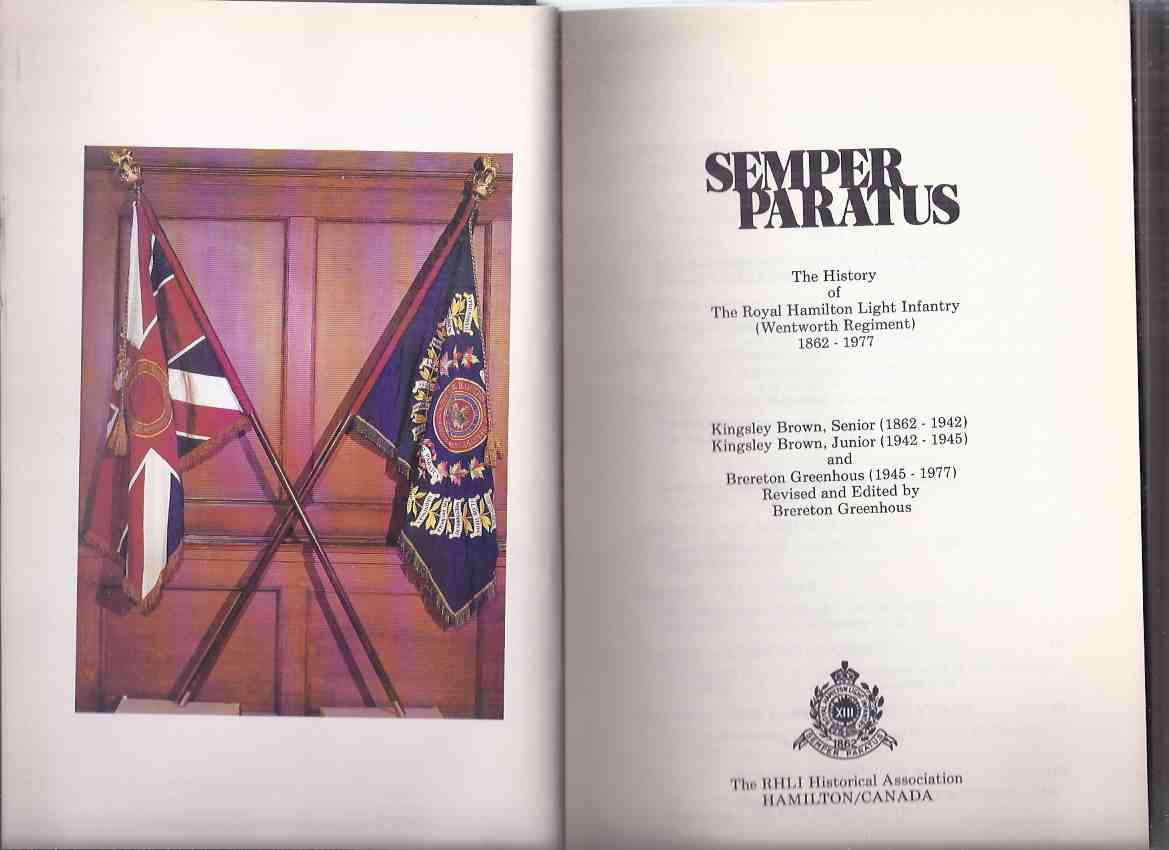 SEMPER
PARATUS
The History
of
The Royal Hamilton Light Infantry
(Wentworth Regiment)
1862 - 1977
Kingsley Brown, Senior (1862 - 1942)
Kingsley Brown, Junior (1942 - 1945)
and
Brereton Greenhous (1945 - 1977)
Revised and Edited by
Brereton Greenhous
XIII
1862
SEMPER PARATUS
The RHLI Historical Association
HAMILTON/CANADA